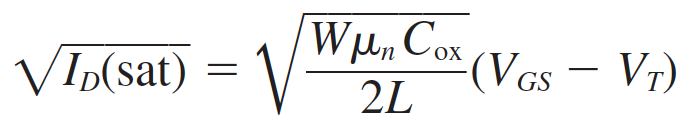 √I_D(sat) = √(Wμ_n C_ox / 2L) (V_GS − V_T)